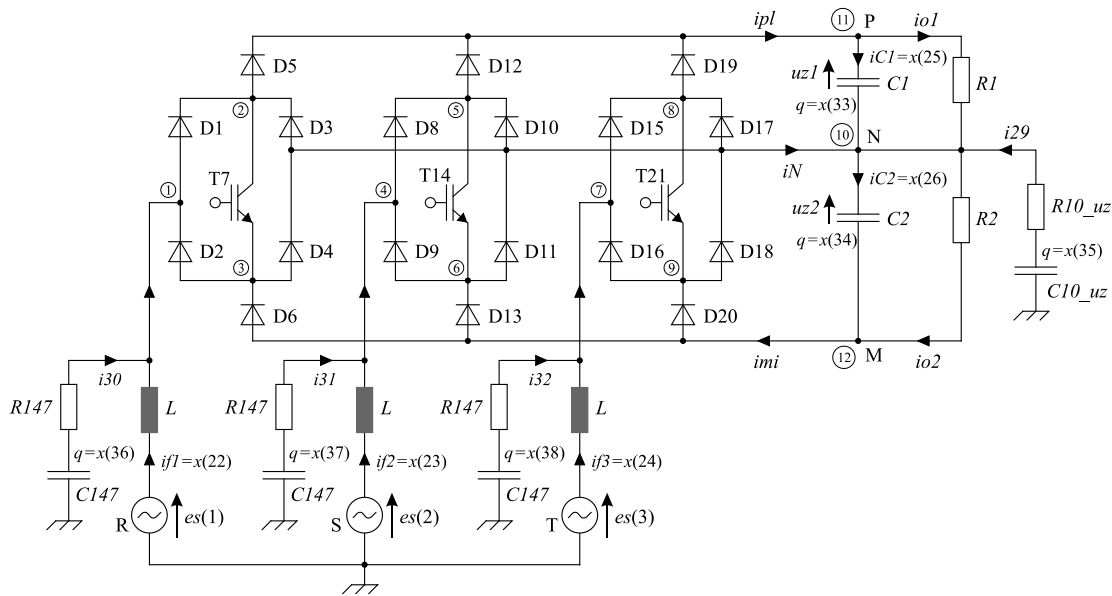 ipl
11
P
io1
D5
D12
D19
iC1=x(25)
uz1
C1
R1
q=x(33)
2
5
8
D1
D3
D8
D10
D15
D17
10
N
i29
iN
T7
T14
T21
1
4
7
iC2=x(26)
uz2
C2
R2
R10_uz
q=x(34)
D2
D4
D9
D11
D16
D18
q=x(35)
C10_uz
3
6
9
D6
D13
D20
imi
12
M
io2
i30
i31
i32
R147
L
R147
L
R147
L
q=x(36)
if1=x(22)
q=x(37)
if2=x(23)
q=x(38)
if3=x(24)
C147
C147
C147
R
es(1)
S
es(2)
T
es(3)